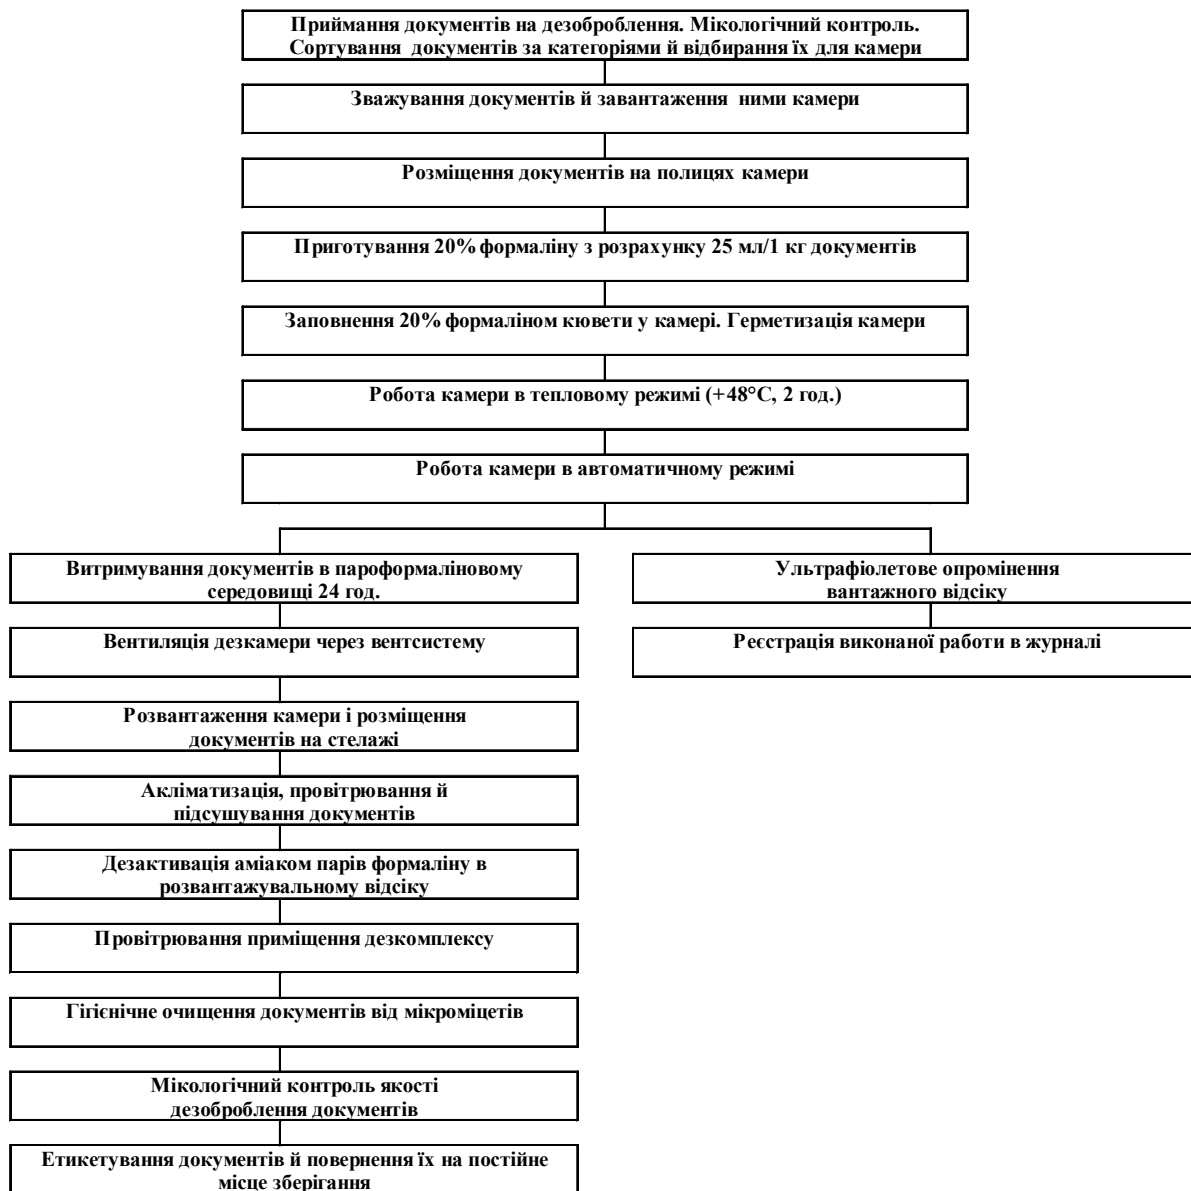 Приймання документів на дезоброблення. Мікологічний контроль.
Сортування документів за категоріями й відбирання їх для камери
Зважування документів й завантаження ними камери
Розміщення документів на полицях камери
Приготування 20% формаліну з розрахунку 25 мл/1 кг документів
Заповнення 20% формаліном кювети у камері. Герметизація камери
Робота камери в тепловому режимі (+48°С, 2 год.)
Робота камери в автоматичному режимі
Витримування документів в пароформаліновому
середовищі 24 год.
Вентиляція дезкамери через вентсистему
Розвантаження камери і розміщення
документів на стелажі
Акліматизація, провітрювання й
підсушування документів
Дезактивація аміаком парів формаліну в
розвантажувальному відсіку
Провітрювання приміщення дезкомплексу
Гігієнічне очищення документів від мікроміцетів
Мікологічний контроль якості
дезоброблення документів
Етикетування документів й повернення їх на постійне
місце зберігання
Ультрафіолетове опромінення
вантажного відсіку
Реєстрація виконаної работи в журналі